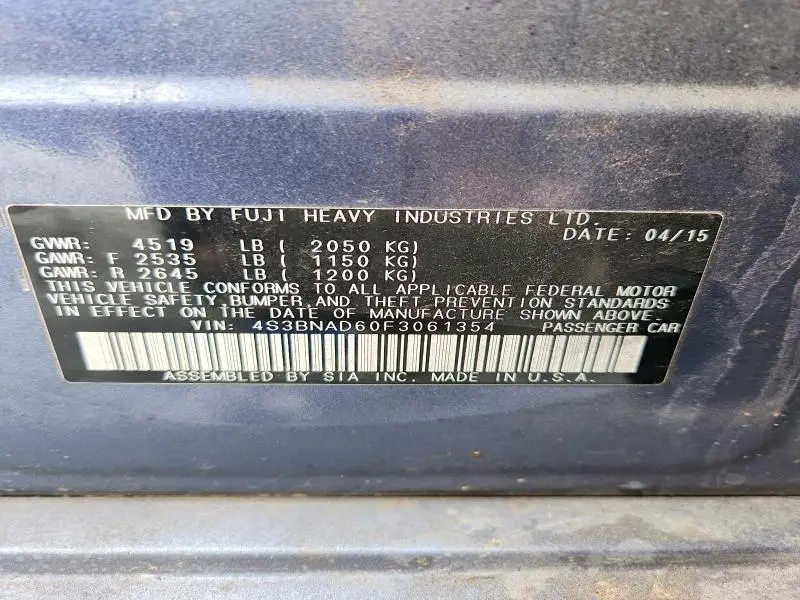 MFD BY FUJI HEAVY INDUSTRIES LTD.
DATE: 04/15
GVWR: 4519 LB ( 2050 KG)
GAWR: F 2535 LB ( 1150 KG)
GAWR: R 2645 LB ( 1200 KG)
THIS VEHICLE CONFORMS TO ALL APPLICABLE FEDERAL MOTOR
VEHICLE SAFETY, BUMPER, AND THEFT PREVENTION STANDARDS
IN EFFECT ON THE DATE OF MANUFACTURE SHOWN ABOVE.
VIN: 4S3BNAD60F3061354 PASSENGER CAR
ASSEMBLED BY SIA INC. MADE IN U.S.A.